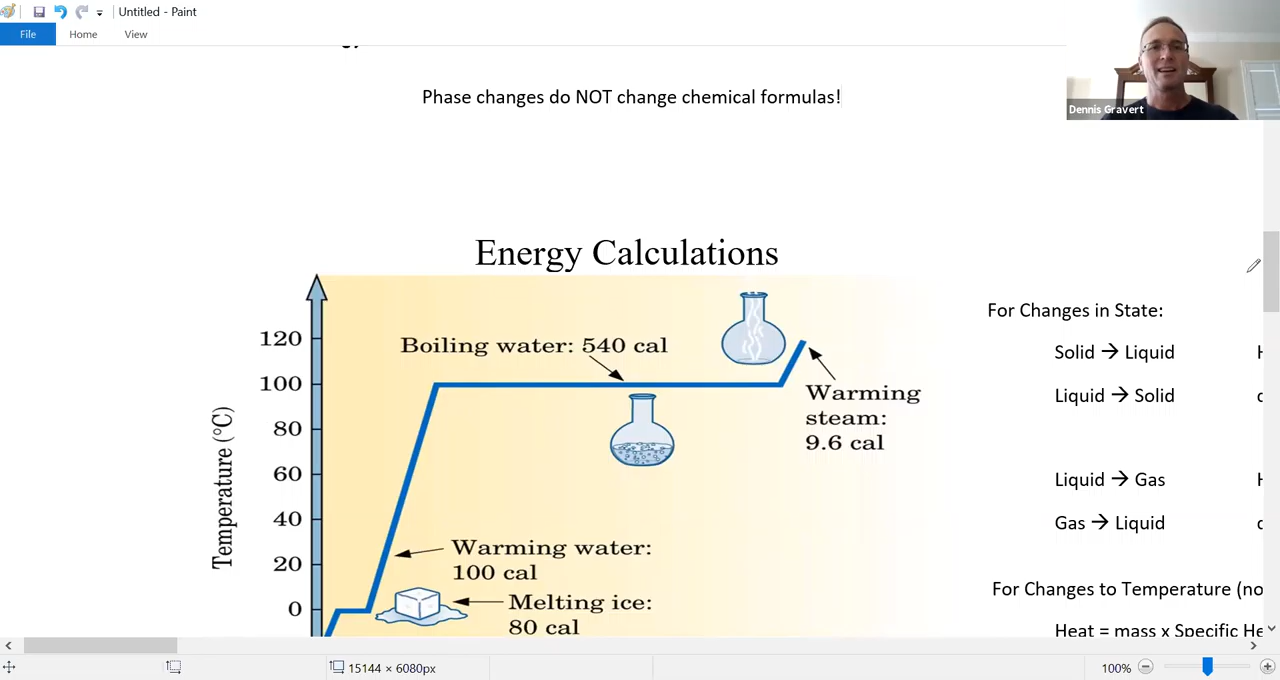 Untitled - Paint
File Home View
Dennis Gravert
Phase changes do NOT change chemical formulas!
Energy Calculations
120
100
80
60
40
20
0
Temperature (°C)
Boiling water: 540 cal
Warming
steam:
9.6 cal
Warming water:
100 cal
Melting ice:
80 cal
For Changes in State:
Solid → Liquid
Liquid → Solid
Liquid → Gas
Gas → Liquid
For Changes to Temperature (no
Heat = mass x Specific He
15144 × 6080px
100%